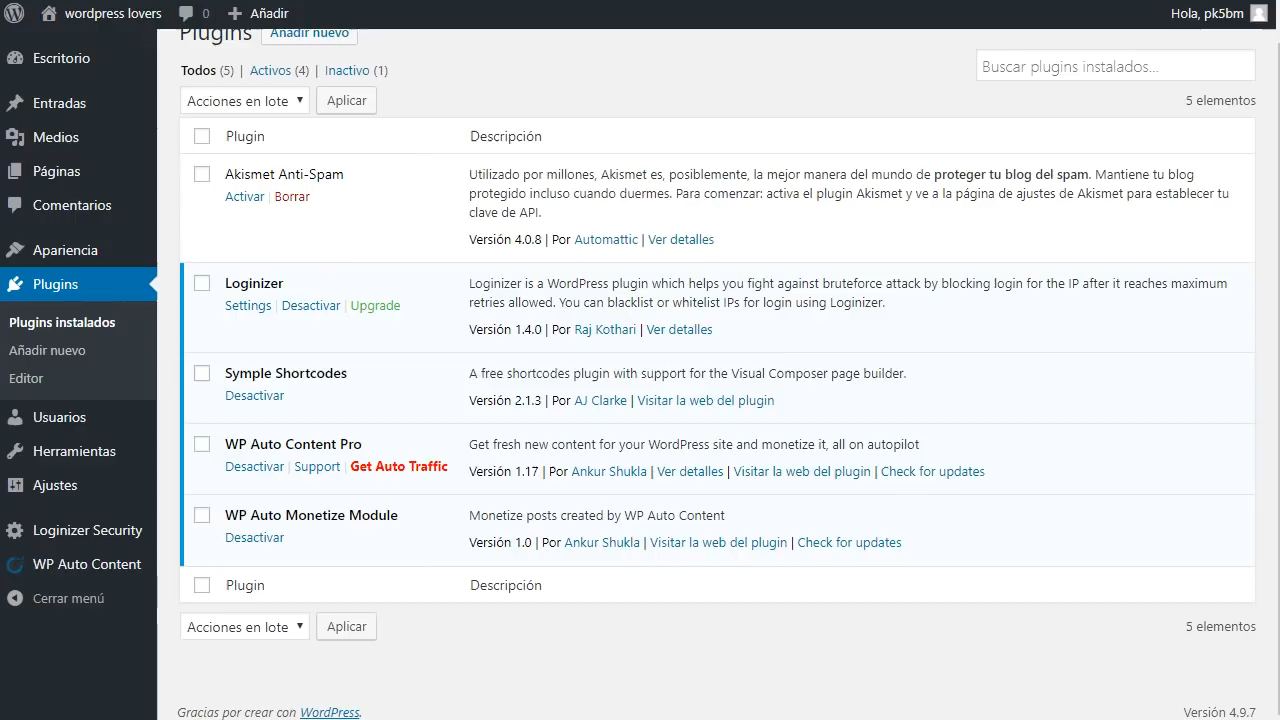 wordpress lovers 0 Añadir Hola, pk5bm
Escritorio
Entradas
Medios
Páginas
Comentarios
Apariencia
Plugins
Plugins instalados
Añadir nuevo
Editor
Usuarios
Herramientas
Ajustes
Loginizer Security
WP Auto Content
Cerrar menú
Plugins Añadir nuevo
Todos (5) | Activos (4) | Inactivo (1)
Buscar plugins instalados...
Acciones en lote Aplicar 5 elementos
Plugin Descripción
Akismet Anti-Spam
Activar | Borrar
Utilizado por millones, Akismet es, posiblemente, la mejor manera del mundo de proteger tu blog del spam. Mantiene tu blog
protegido incluso cuando duermes. Para comenzar: activa el plugin Akismet y ve a la página de ajustes de Akismet para establecer tu
clave de API.
Versión 4.0.8 | Por Automattic | Ver detalles
Loginizer
Settings | Desactivar | Upgrade
Loginizer is a WordPress plugin which helps you fight against bruteforce attack by blocking login for the IP after it reaches maximum
retries allowed. You can blacklist or whitelist IPs for login using Loginizer.
Versión 1.4.0 | Por Raj Kothari | Ver detalles
Symple Shortcodes
Desactivar
A free shortcodes plugin with support for the Visual Composer page builder.
Versión 2.1.3 | Por AJ Clarke | Visitar la web del plugin
WP Auto Content Pro
Desactivar | Support | Get Auto Traffic
Get fresh new content for your WordPress site and monetize it, all on autopilot
Versión 1.17 | Por Ankur Shukla | Ver detalles | Visitar la web del plugin | Check for updates
WP Auto Monetize Module
Desactivar
Monetize posts created by WP Auto Content
Versión 1.0 | Por Ankur Shukla | Visitar la web del plugin | Check for updates
Plugin Descripción
Acciones en lote Aplicar 5 elementos
Gracias por crear con WordPress. Versión 4.9.7